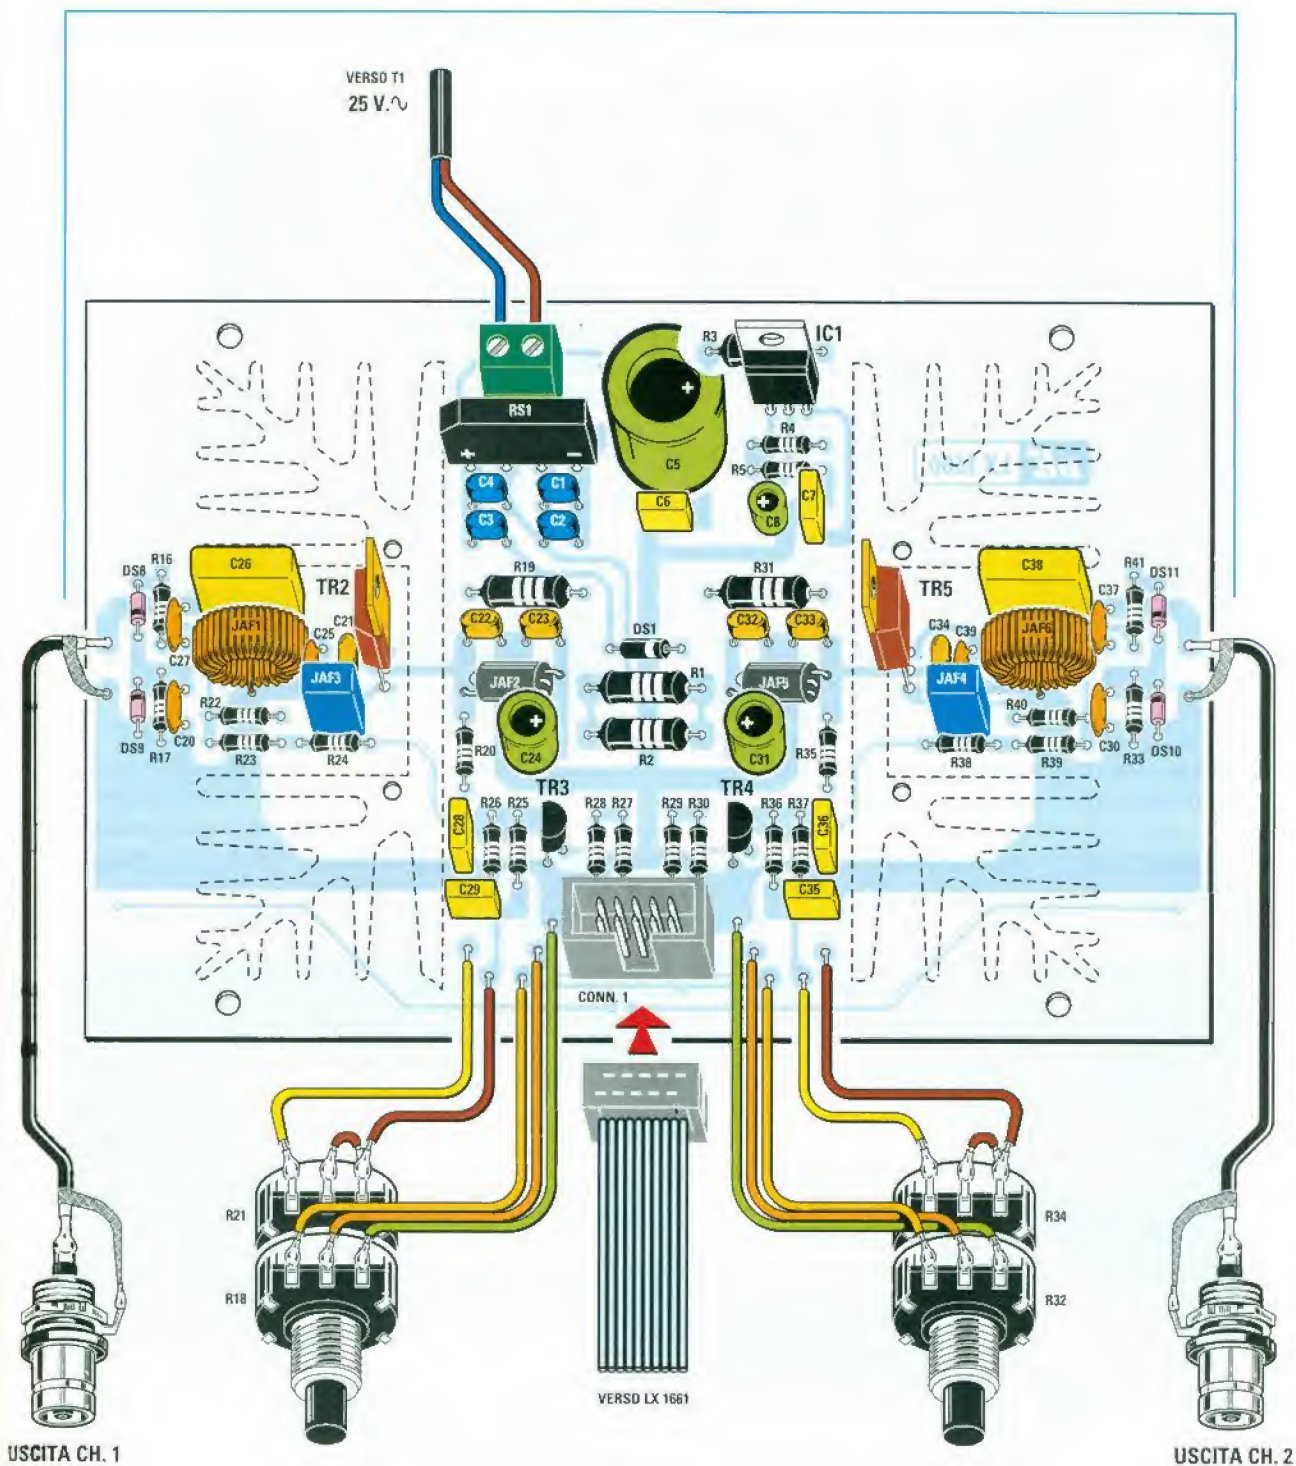 VERSO T1
25 V.∿
R3
IC1
RS1
+
−
+
C5
R4
R5
C4
C1
C3
C2
C6
+
C8
C7
DS8
R16
C26
TR2
R19
R31
TR5
C38
R41
DS11
C37
JAF1
C25
C21
C22
C23
DS1
C32
C33
C34
C39
JAF6
C27
JAF3
JAF2
R1
JAF5
JAF4
DS9
R17
C20
R22
R23
R24
R20
+
C24
R2
+
C31
R35
R38
R40
R39
C30
R33
DS10
TR3
TR4
C28
R26
R25
R28
R27
R29
R30
R36
R37
C36
C29
C35
CONN. 1
R21
R34
R18
R32
VERSO LX 1661
USCITA CH. 1
USCITA CH. 2